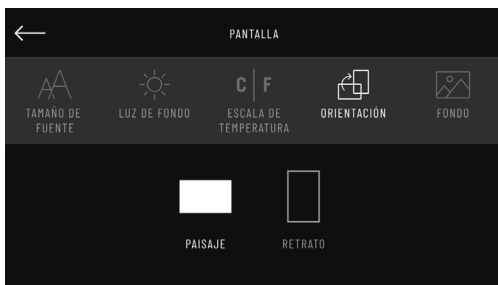 PANTALLA
TAMAÑO DE
FUENTE
LUZ DE FONDO
C | F
ESCALA DE
TEMPERATURA
ORIENTACIÓN
FONDO
PAISAJE
RETRATO